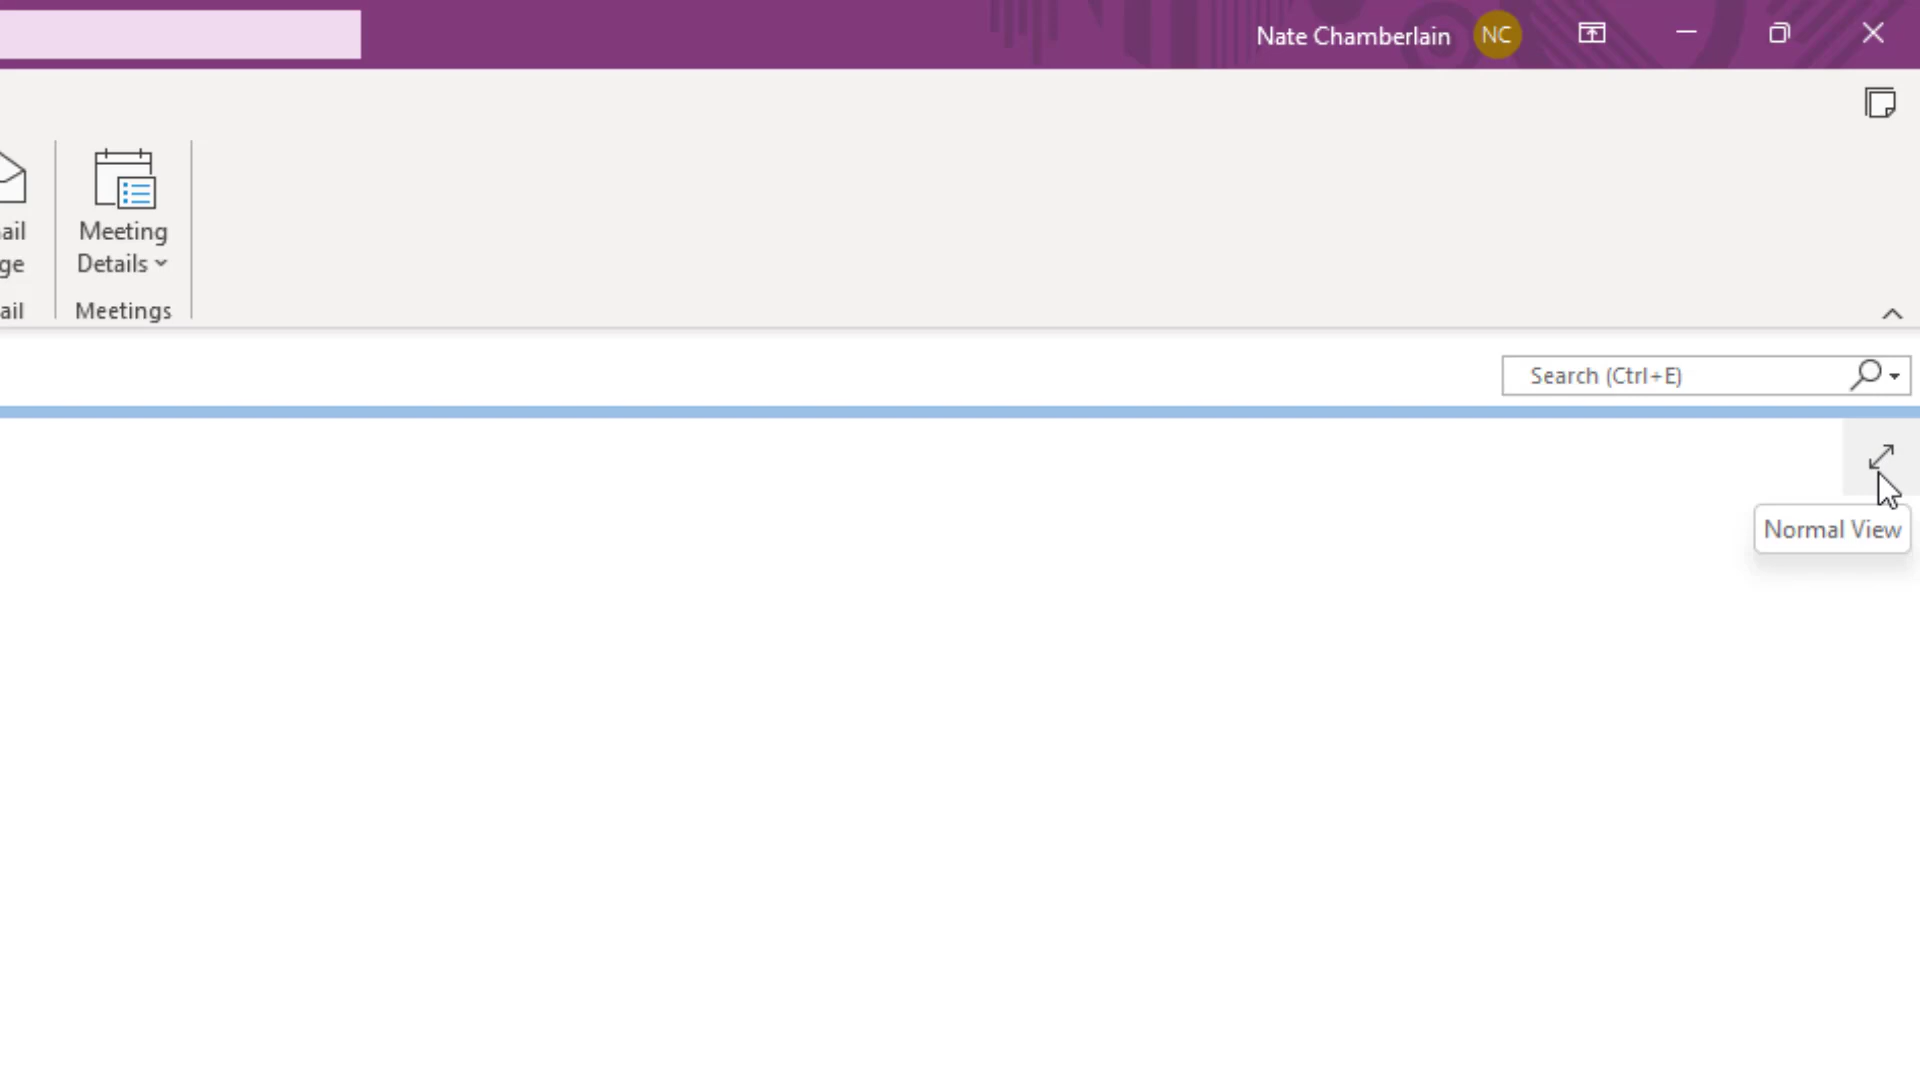 Nate Chamberlain NC
ail
ge
Meeting
Details
ail
Meetings
Search (Ctrl+E)
Normal View